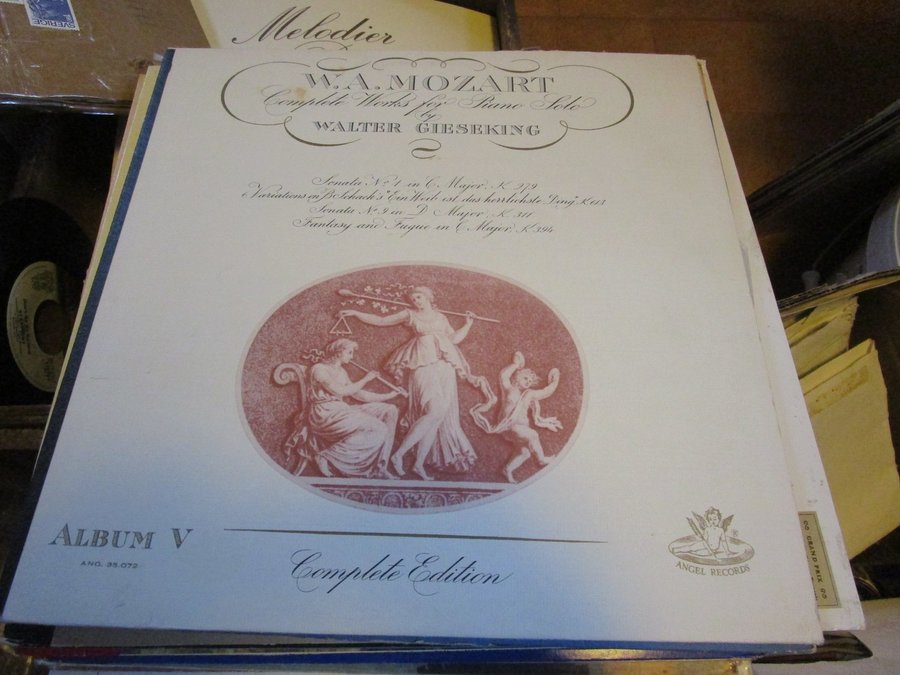 SVERIGE
Melodier
W. A. MOZART
Complete Works for Piano Solo
by
WALTER GIESEKING
Sonata No. 1 in C Major, K 279
Variations on B. Schack's "Ein Weib ist das herrlichste Ding" K 613
Sonata No. 9 in D Major, K 311
Fantasy and Fugue in C Major, K 394
ALBUM V
ANG. 35.072
Complete Edition
ANGEL RECORDS
GRAND PRIX